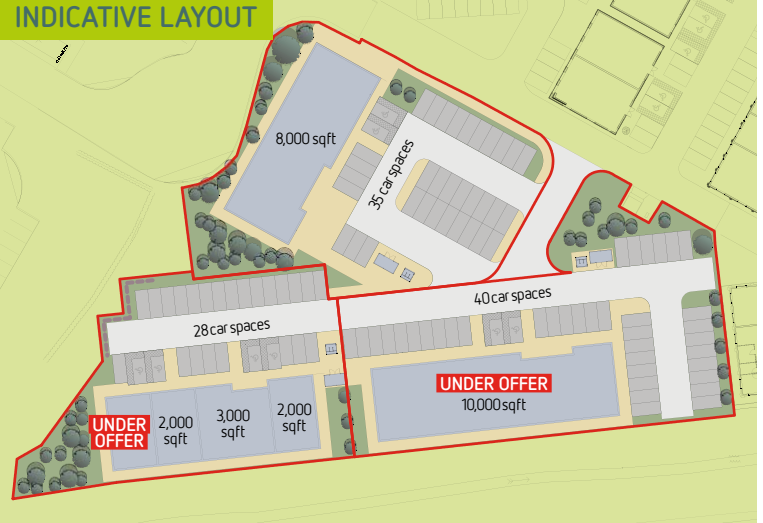 INDICATIVE LAYOUT
8,000 sqft
35 car spaces
40 car spaces
28 car spaces
UNDER OFFER
10,000 sqft
UNDER
OFFER
2,000
sqft
3,000
sqft
2,000
sqft